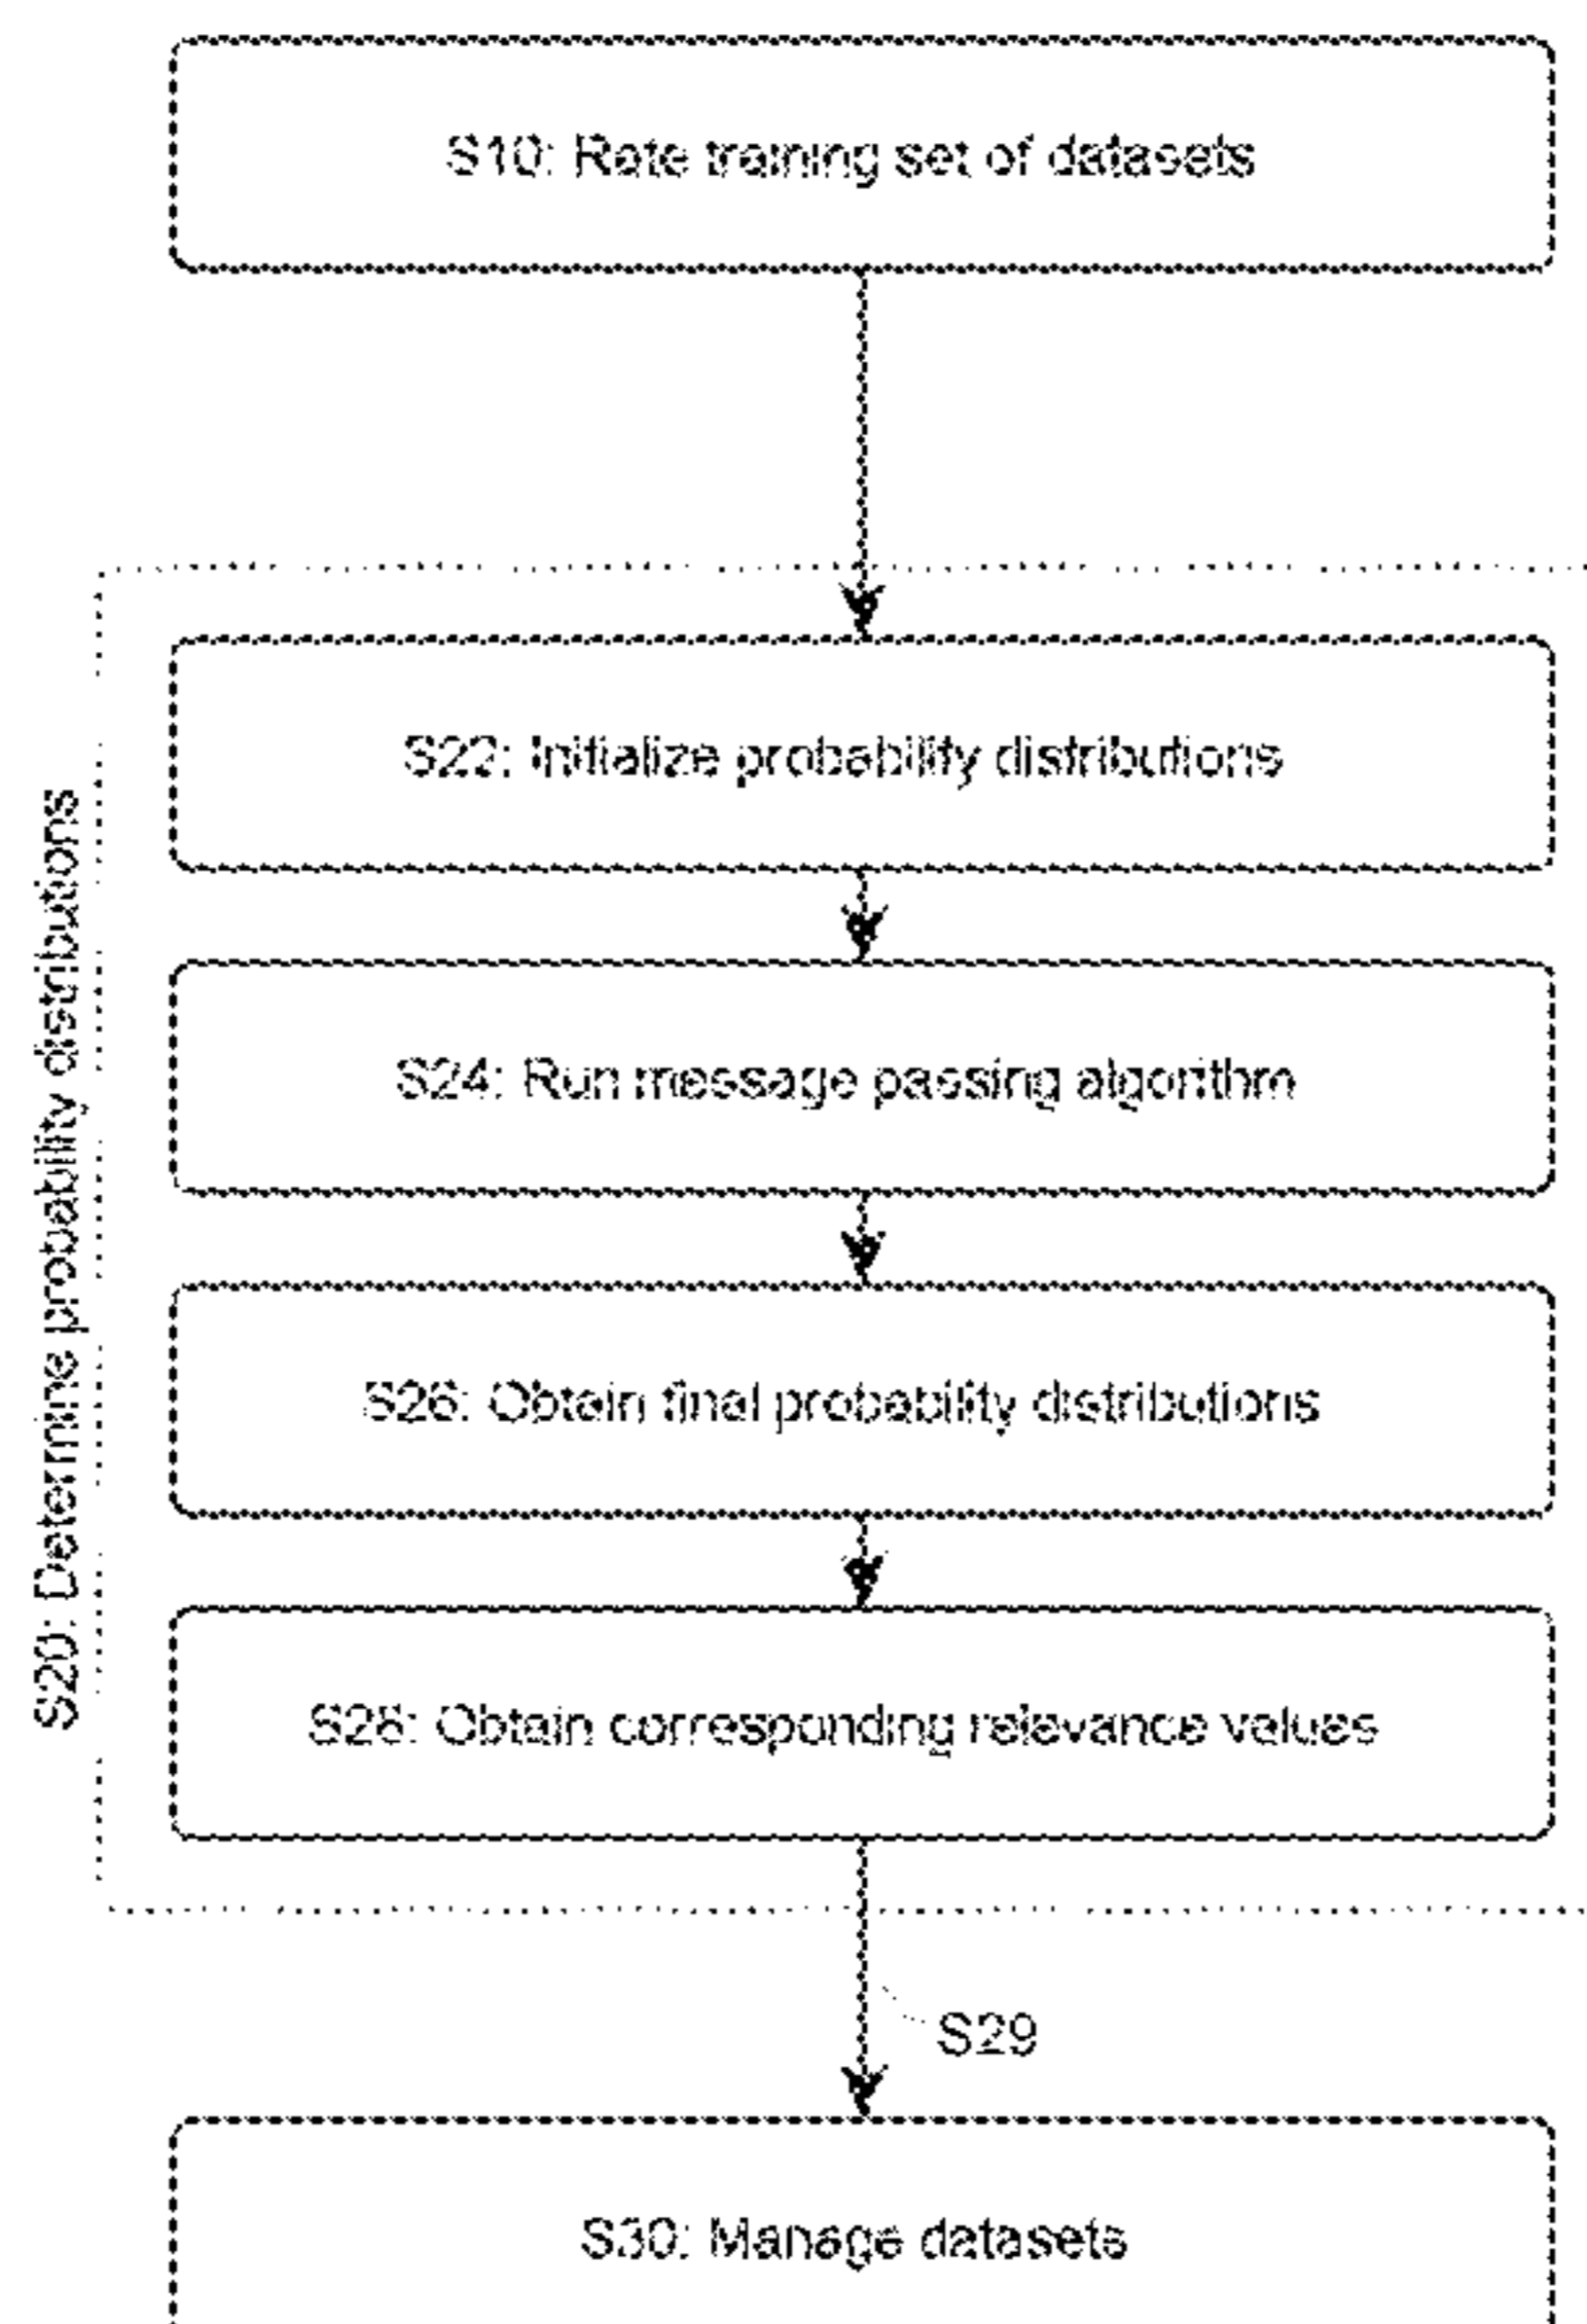 S10: Rate training set of datasets
S20: Determine probability distributions
S22: Initialize probability distributions
S24: Run message passing algorithm
S26: Obtain final probability distributions
S28: Obtain corresponding relevance values
S29
S30: Manage datasets